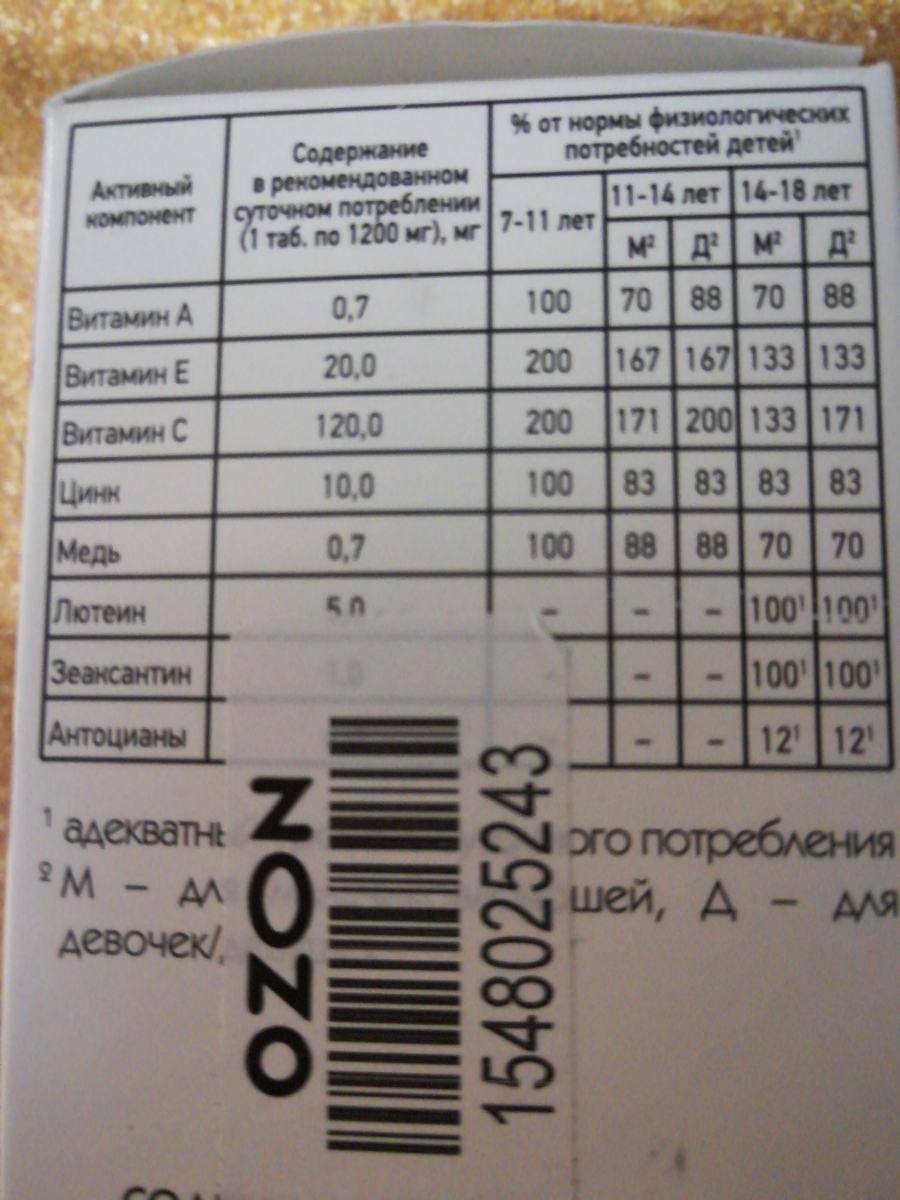 Активный компонент
Содержание в рекомендованном суточном потреблении (1 таб. по 1200 мг), мг
% от нормы физиологических потребностей детей¹
7-11 лет
11-14 лет
14-18 лет
М² Д² М² Д²
Витамин А 0,7 100 70 88 70 88
Витамин Е 20,0 200 167 167 133 133
Витамин С 120,0 200 171 200 133 171
Цинк 10,0 100 83 83 83 83
Медь 0,7 100 88 88 70 70
Лютеин 5,0 – – – 100¹ 100¹
Зеаксантин 1,0 – – – 100¹ 100¹
Антоцианы – – 12¹ 12¹
¹ потребления
² М – Д – для
девочек/
OZON
1548025243